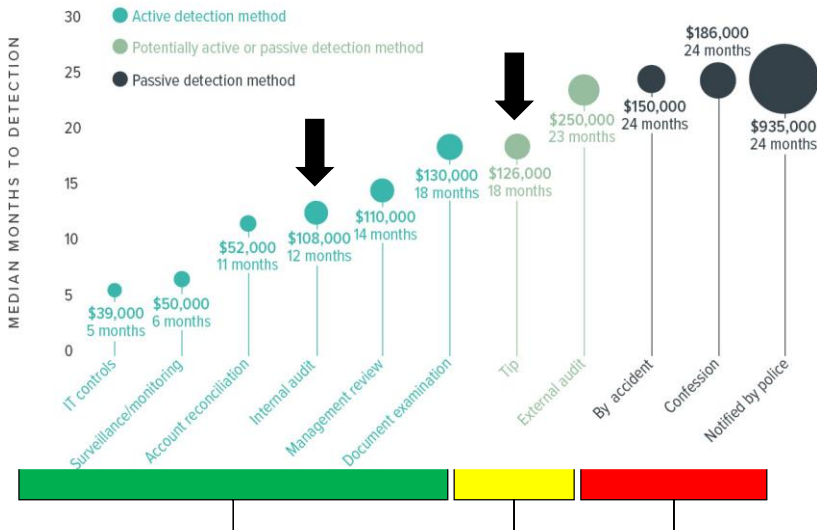 MEDIAN MONTHS TO DETECTION
30
25
20
15
10
5
0
Active detection method
Potentially active or passive detection method
Passive detection method
$39,000
5 months
$50,000
6 months
$52,000
11 months
$108,000
12 months
$110,000
14 months
$130,000
18 months
$126,000
18 months
$250,000
23 months
$150,000
24 months
$186,000
24 months
$935,000
24 months
IT controls
Surveillance/monitoring
Account reconciliation
Internal audit
Management review
Document examination
Tip
External audit
By accident
Confession
Notified by police